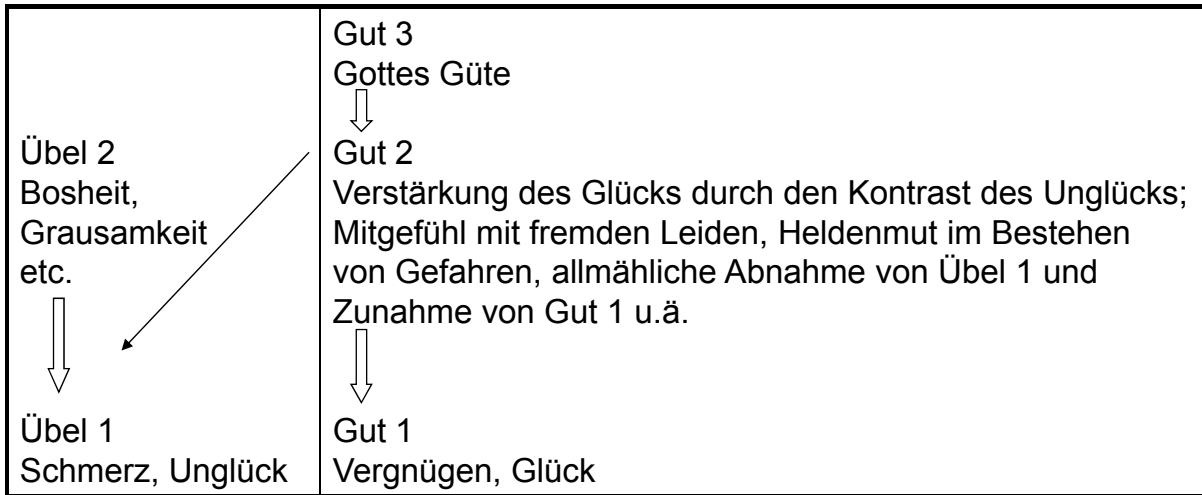 Gut 3
Gottes Güte
Übel 2
Bosheit,
Grausamkeit
etc.
Gut 2
Verstärkung des Glücks durch den Kontrast des Unglücks;
Mitgefühl mit fremden Leiden, Heldenmut im Bestehen
von Gefahren, allmähliche Abnahme von Übel 1 und
Zunahme von Gut 1 u.ä.
Übel 1
Schmerz, Unglück
Gut 1
Vergnügen, Glück